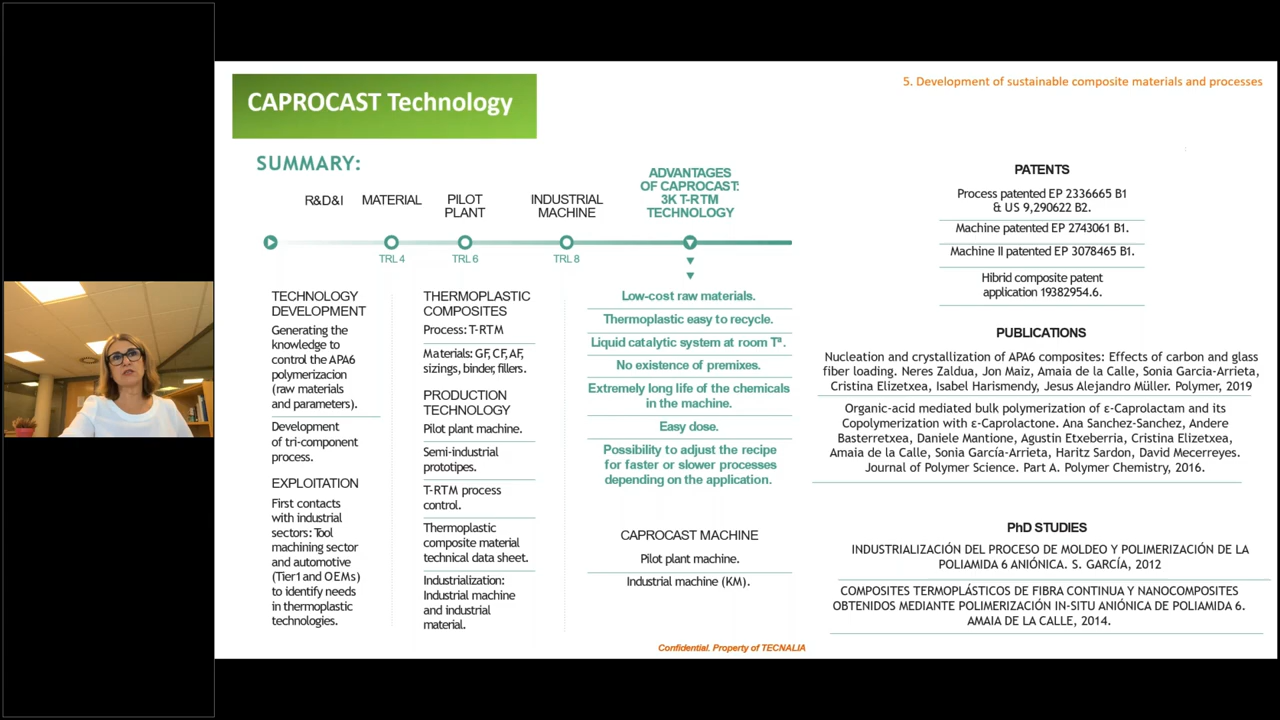 5. Development of sustainable composite materials and processes
CAPROCAST Technology
SUMMARY:
R&D&I
MATERIAL
PILOT
PLANT
INDUSTRIAL
MACHINE
ADVANTAGES
OF CAPROCAST:
3K T-RTM
TECHNOLOGY
TRL 4
TRL 6
TRL 8
TECHNOLOGY
DEVELOPMENT
Generating the
knowledge to
control the APA6
polymerizacion
(raw materials
and parameters).
Development
of tri-component
process.
EXPLOITATION
First contacts
with industrial
sectors: Tool
machining sector
and automotive
(Tier1 and OEMs)
to identify needs
in thermoplastic
technologies.
THERMOPLASTIC
COMPOSITES
Process: T-RTM
Materials: GF, CF, AF,
sizings, binder, fillers.
PRODUCTION
TECHNOLOGY
Pilot plant machine.
Semi-industrial
prototipes.
T-RTM process
control.
Thermoplastic
composite material
technical data sheet.
Industrialization:
Industrial machine
and industrial
material.
Low-cost raw materials.
Thermoplastic easy to recycle.
Liquid catalytic system at room Tª.
No existence of premixes.
Extremely long life of the chemicals
in the machine.
Easy dose.
Possibility to adjust the recipe
for faster or slower processes
depending on the application.
CAPROCAST MACHINE
Pilot plant machine.
Industrial machine (KM).
PATENTS
Process patented EP 2336665 B1
& US 9,290622 B2.
Machine patented EP 2743061 B1.
Machine II patented EP 3078465 B1.
Hibrid composite patent
application 19382954.6.
PUBLICATIONS
Nucleation and crystallization of APA6 composites: Effects of carbon and glass
fiber loading. Neres Zaldua, Jon Maiz, Amaia de la Calle, Sonia Garcia-Arrieta,
Cristina Elizetxea, Isabel Harismendy, Jesus Alejandro Müller. Polymer, 2019
Organic-acid mediated bulk polymerization of ε-Caprolactam and its
Copolymerization with ε-Caprolactone. Ana Sanchez-Sanchez, Andere
Basterretxea, Daniele Mantione, Agustin Etxeberria, Cristina Elizetxea,
Amaia de la Calle, Sonia García-Arrieta, Haritz Sardon, David Mecerreyes.
Journal of Polymer Science. Part A. Polymer Chemistry, 2016.
PhD STUDIES
INDUSTRIALIZACIÓN DEL PROCESO DE MOLDEO Y POLIMERIZACIÓN DE LA
POLIAMIDA 6 ANIÓNICA. S. GARCÍA, 2012
COMPOSITES TERMOPLÁSTICOS DE FIBRA CONTINUA Y NANOCOMPOSITES
OBTENIDOS MEDIANTE POLIMERIZACIÓN IN-SITU ANIÓNICA DE POLIAMIDA 6.
AMAIA DE LA CALLE, 2014.
Confidential. Property of TECNALIA